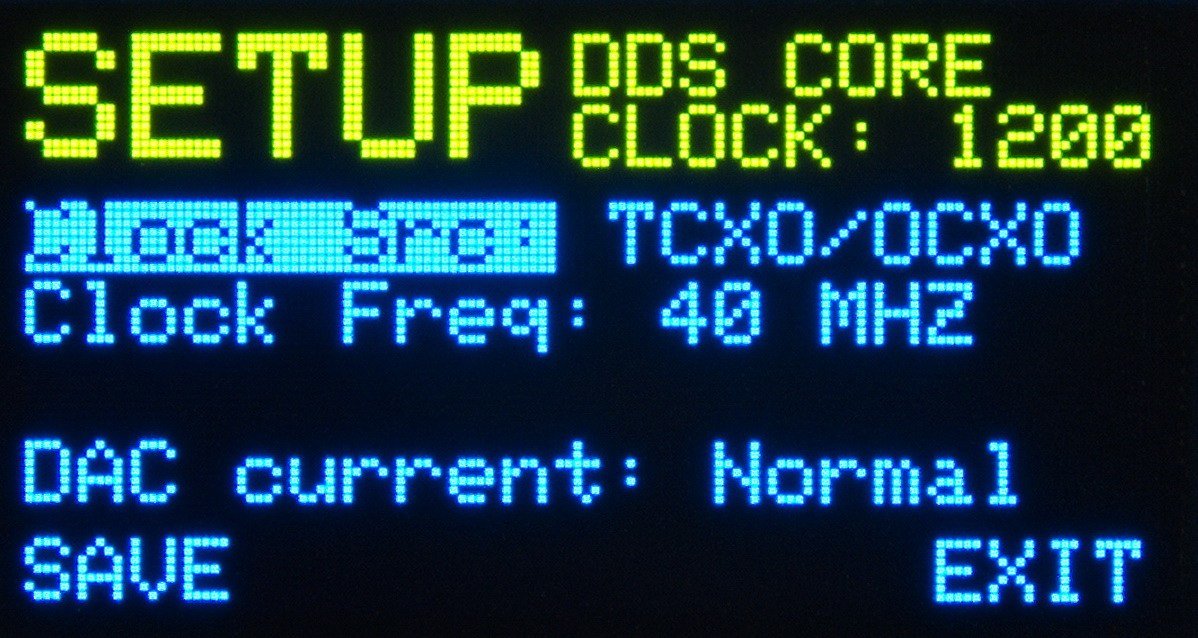 SETUP DDS CORE
CLOCK: 1200
Clock Src: TCXO/OCXO
Clock Freq: 40 MHZ
DAC current: Normal
SAVE EXIT